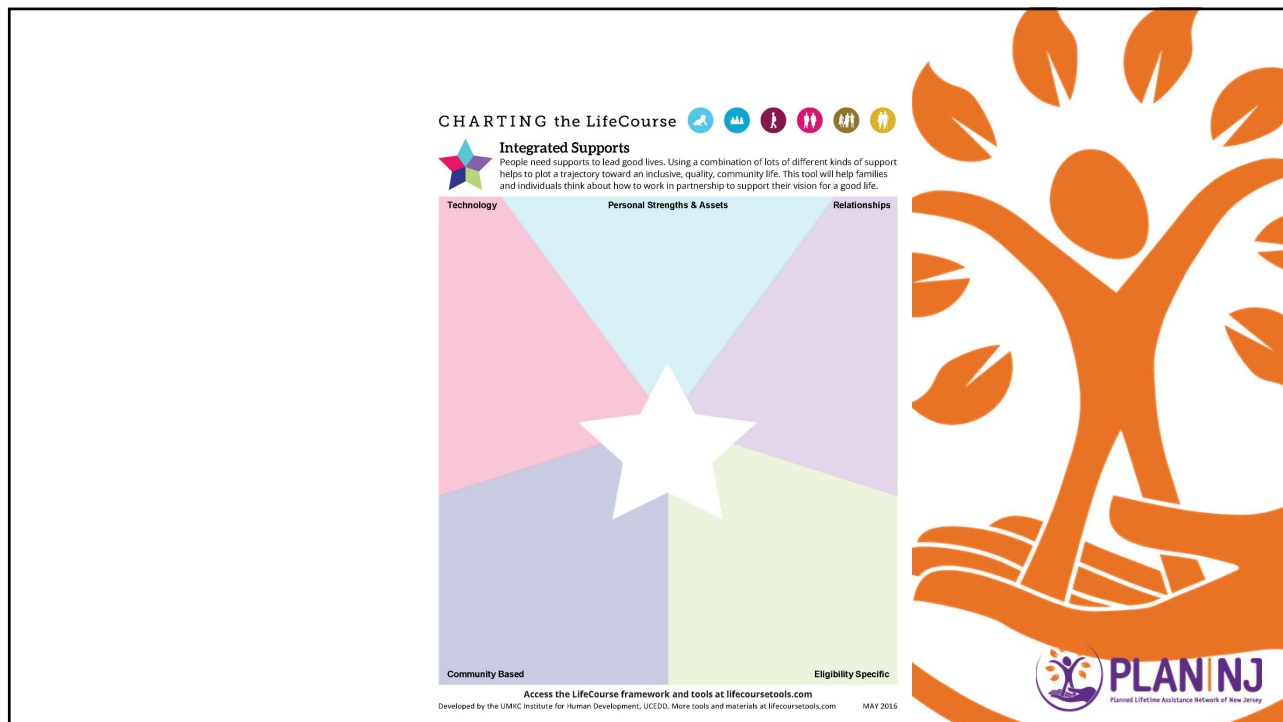 CHARTING the LifeCourse
Integrated Supports
People need supports to lead good lives. Using a combination of lots of different kinds of support
helps to plot a trajectory toward an inclusive, quality, community life. This tool will help families
and individuals think about how to work in partnership to support their vision for a good life.
Technology
Personal Strengths & Assets
Relationships
Community Based
Eligibility Specific
Access the LifeCourse framework and tools at lifecoursetools.com
Developed by the UMKC Institute for Human Development, UCEDD. More tools and materials at lifecoursetools.com MAY 2016
PLAN|NJ
Planned Lifetime Assistance Network of New Jersey